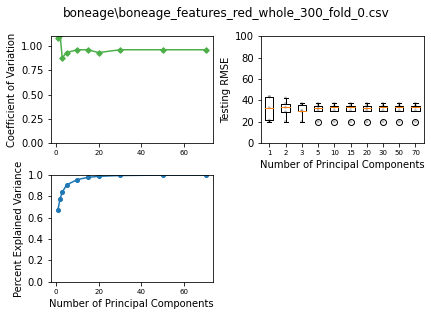 boneage\boneage_features_red_whole_300_fold_0.csv
Coefficient of Variation
1.00
0.75
0.50
0.25
0.00
0 20 40 60
Testing RMSE
100
80
60
40
20
0
1 2 3 5 10 15 20 30 50 70
Number of Principal Components
Percent Explained Variance
1.0
0.8
0.6
0.4
0.2
0.0
0 20 40 60
Number of Principal Components